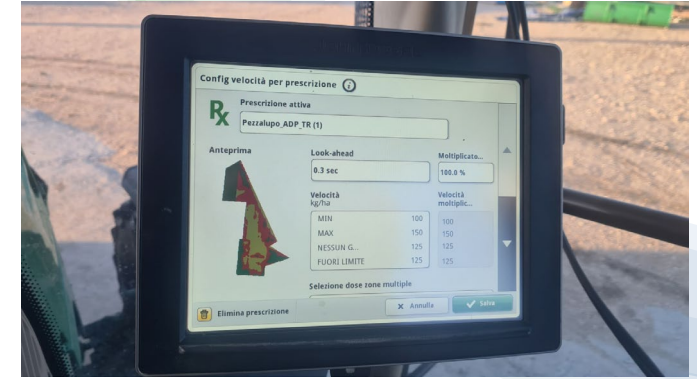 Config velocità per prescrizione
Rx
Prescrizione attiva
Pezzalupo_ADP_TR (1)
Anteprima
Look-ahead
Moltiplicato...
0.3 sec
100.0 %
Velocità
kg/ha
Velocità
moltiplic...
MIN 100 100
MAX 150 150
NESSUN G... 125 125
FUORI LIMITE 125 125
Selezione dose zone multiple
Elimina prescrizione
Annulla
Salva